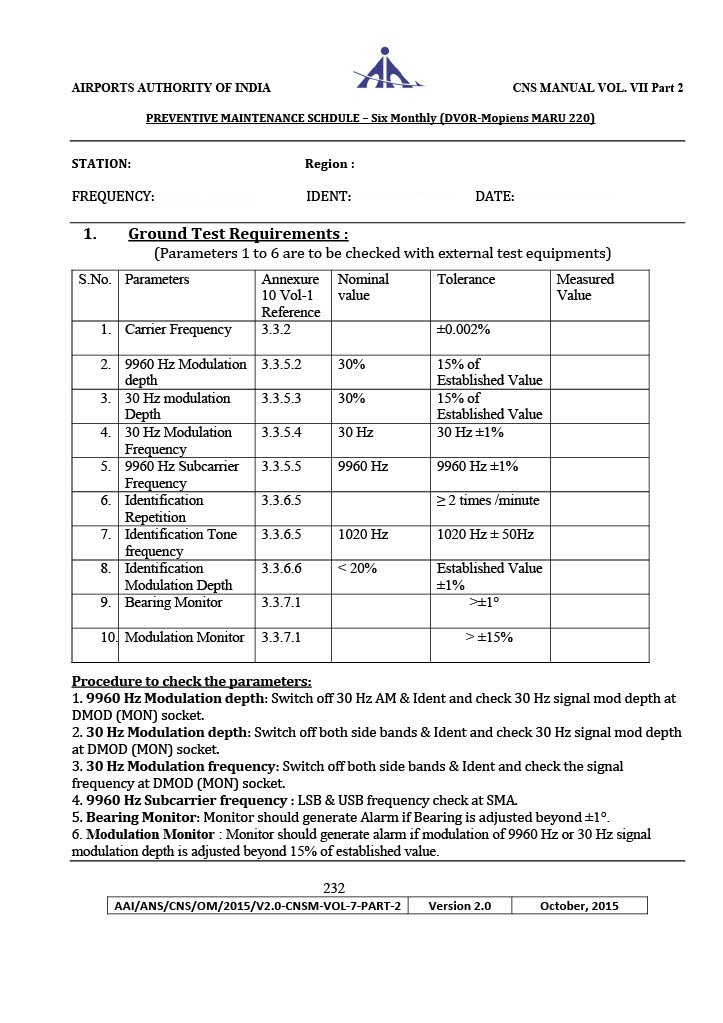 AIRPORTS AUTHORITY OF INDIA CNS MANUAL VOL. VII Part 2
PREVENTIVE MAINTENANCE SCHDULE – Six Monthly (DVOR-Mopiens MARU 220)
STATION: Region :
FREQUENCY: IDENT: DATE:
1. Ground Test Requirements :
(Parameters 1 to 6 are to be checked with external test equipments)
S.No. Parameters Annexure 10 Vol-1 Reference Nominal value Tolerance Measured Value
1. Carrier Frequency 3.3.2 ±0.002%
2. 9960 Hz Modulation depth 3.3.5.2 30% 15% of Established Value
3. 30 Hz modulation Depth 3.3.5.3 30% 15% of Established Value
4. 30 Hz Modulation Frequency 3.3.5.4 30 Hz 30 Hz ±1%
5. 9960 Hz Subcarrier Frequency 3.3.5.5 9960 Hz 9960 Hz ±1%
6. Identification Repetition 3.3.6.5 ≥ 2 times /minute
7. Identification Tone frequency 3.3.6.5 1020 Hz 1020 Hz ± 50Hz
8. Identification Modulation Depth 3.3.6.6 < 20% Established Value ±1%
9. Bearing Monitor 3.3.7.1 >±1°
10. Modulation Monitor 3.3.7.1 > ±15%
Procedure to check the parameters:
1. 9960 Hz Modulation depth: Switch off 30 Hz AM & Ident and check 30 Hz signal mod depth at
DMOD (MON) socket.
2. 30 Hz Modulation depth: Switch off both side bands & Ident and check 30 Hz signal mod depth
at DMOD (MON) socket.
3. 30 Hz Modulation frequency: Switch off both side bands & Ident and check the signal
frequency at DMOD (MON) socket.
4. 9960 Hz Subcarrier frequency : LSB & USB frequency check at SMA.
5. Bearing Monitor: Monitor should generate Alarm if Bearing is adjusted beyond ±1°.
6. Modulation Monitor : Monitor should generate alarm if modulation of 9960 Hz or 30 Hz signal
modulation depth is adjusted beyond 15% of established value.
232
AAI/ANS/CNS/OM/2015/V2.0-CNSM-VOL-7-PART-2 Version 2.0 October, 2015